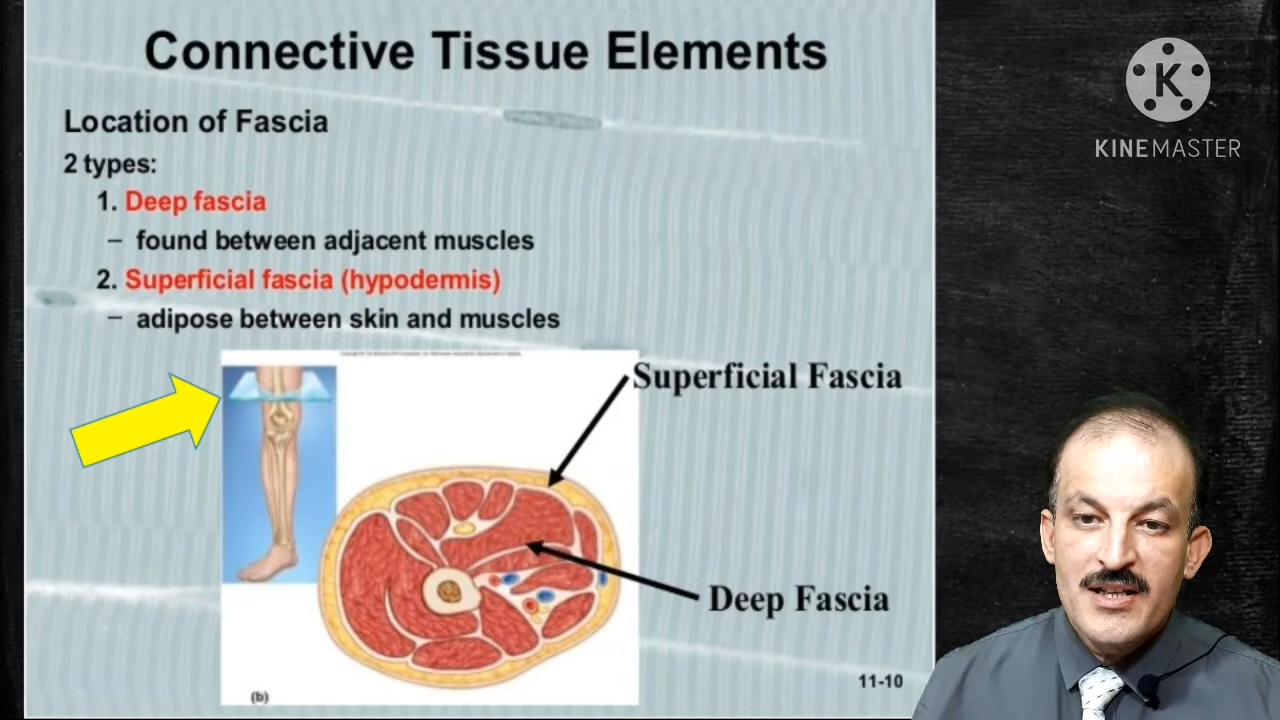 Connective Tissue Elements
Location of Fascia
2 types:
1. Deep fascia
– found between adjacent muscles
2. Superficial fascia (hypodermis)
– adipose between skin and muscles
Superficial Fascia
Deep Fascia
(b)
11-10
K
KINEMASTER